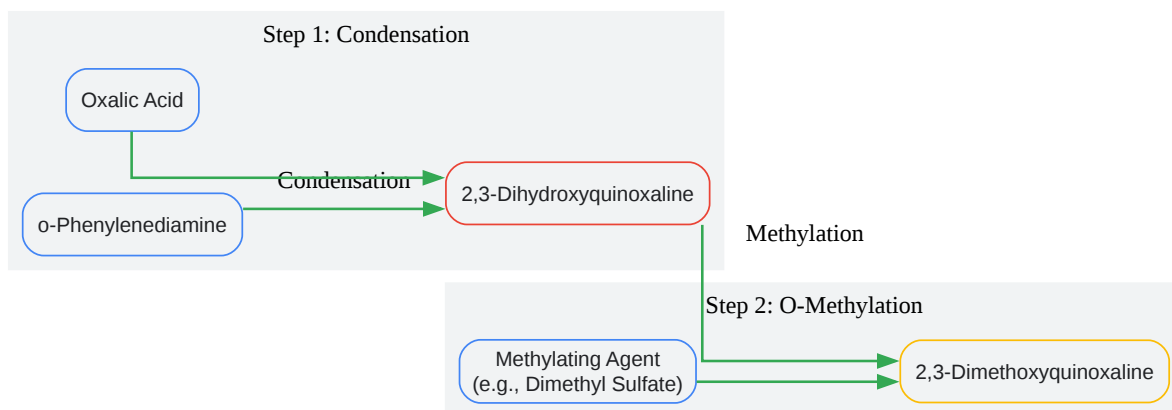 Step 1: Condensation
Oxalic Acid
Condensation
2,3-Dihydroxyquinoxaline
o-Phenylenediamine
Methylation
Step 2: O-Methylation
Methylating Agent
(e.g., Dimethyl Sulfate)
2,3-Dimethoxyquinoxaline